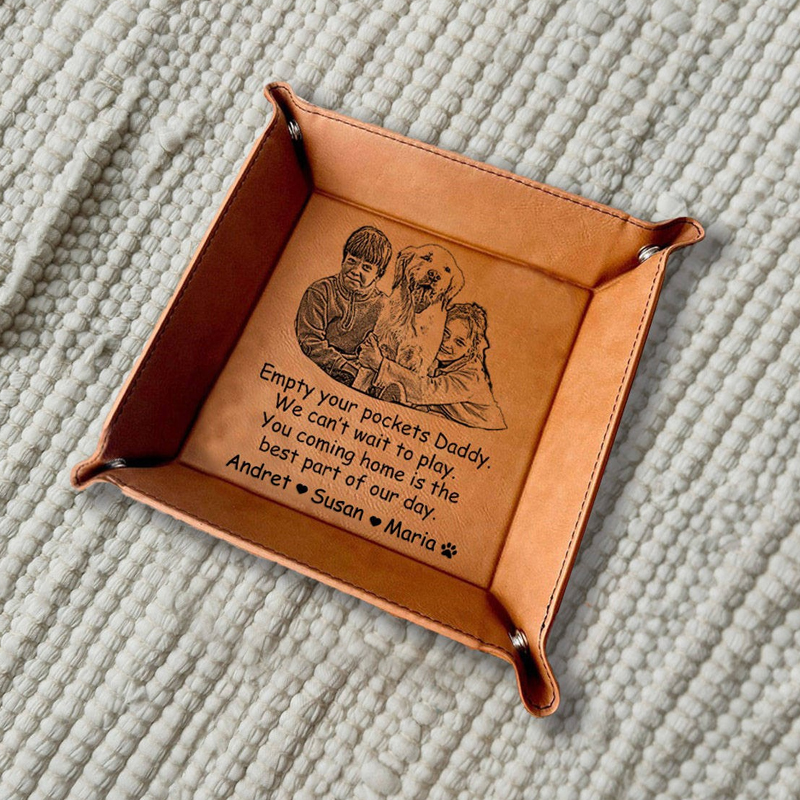 Empty your pockets Daddy.
We can't wait to play.
You coming home is the
best part of our day.
Andret ♥ Susan ♥ Maria 🐾